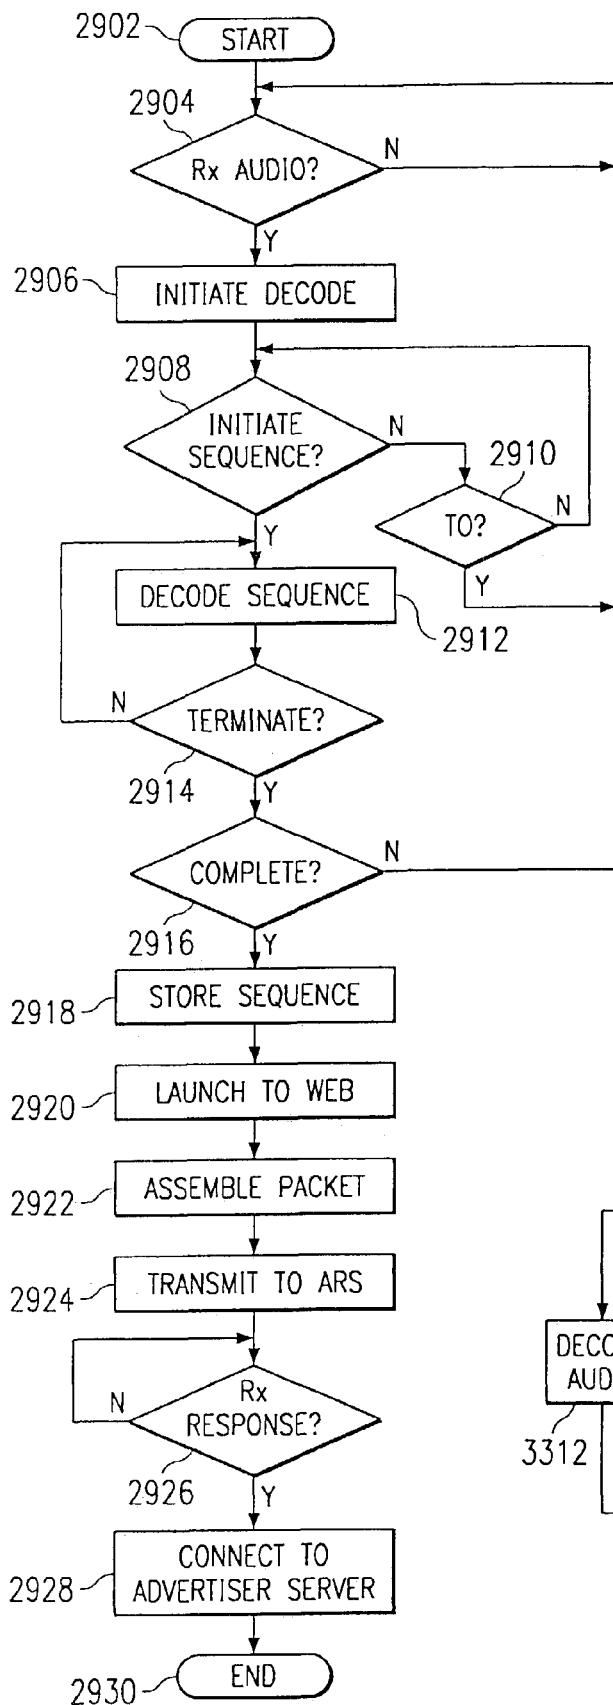 2902
START
2904
Rx AUDIO?
N
Y
2906
INITIATE DECODE
2908
INITIATE
SEQUENCE?
N
2910
TO?
N
Y
Y
DECODE SEQUENCE
2912
N
TERMINATE?
2914
Y
COMPLETE?
N
2916
Y
2918
STORE SEQUENCE
2920
LAUNCH TO WEB
2922
ASSEMBLE PACKET
2924
TRANSMIT TO ARS
N
Rx
RESPONSE?
2926
Y
2928
CONNECT TO
ADVERTISER SERVER
2930
END
DECO
AUD
3312